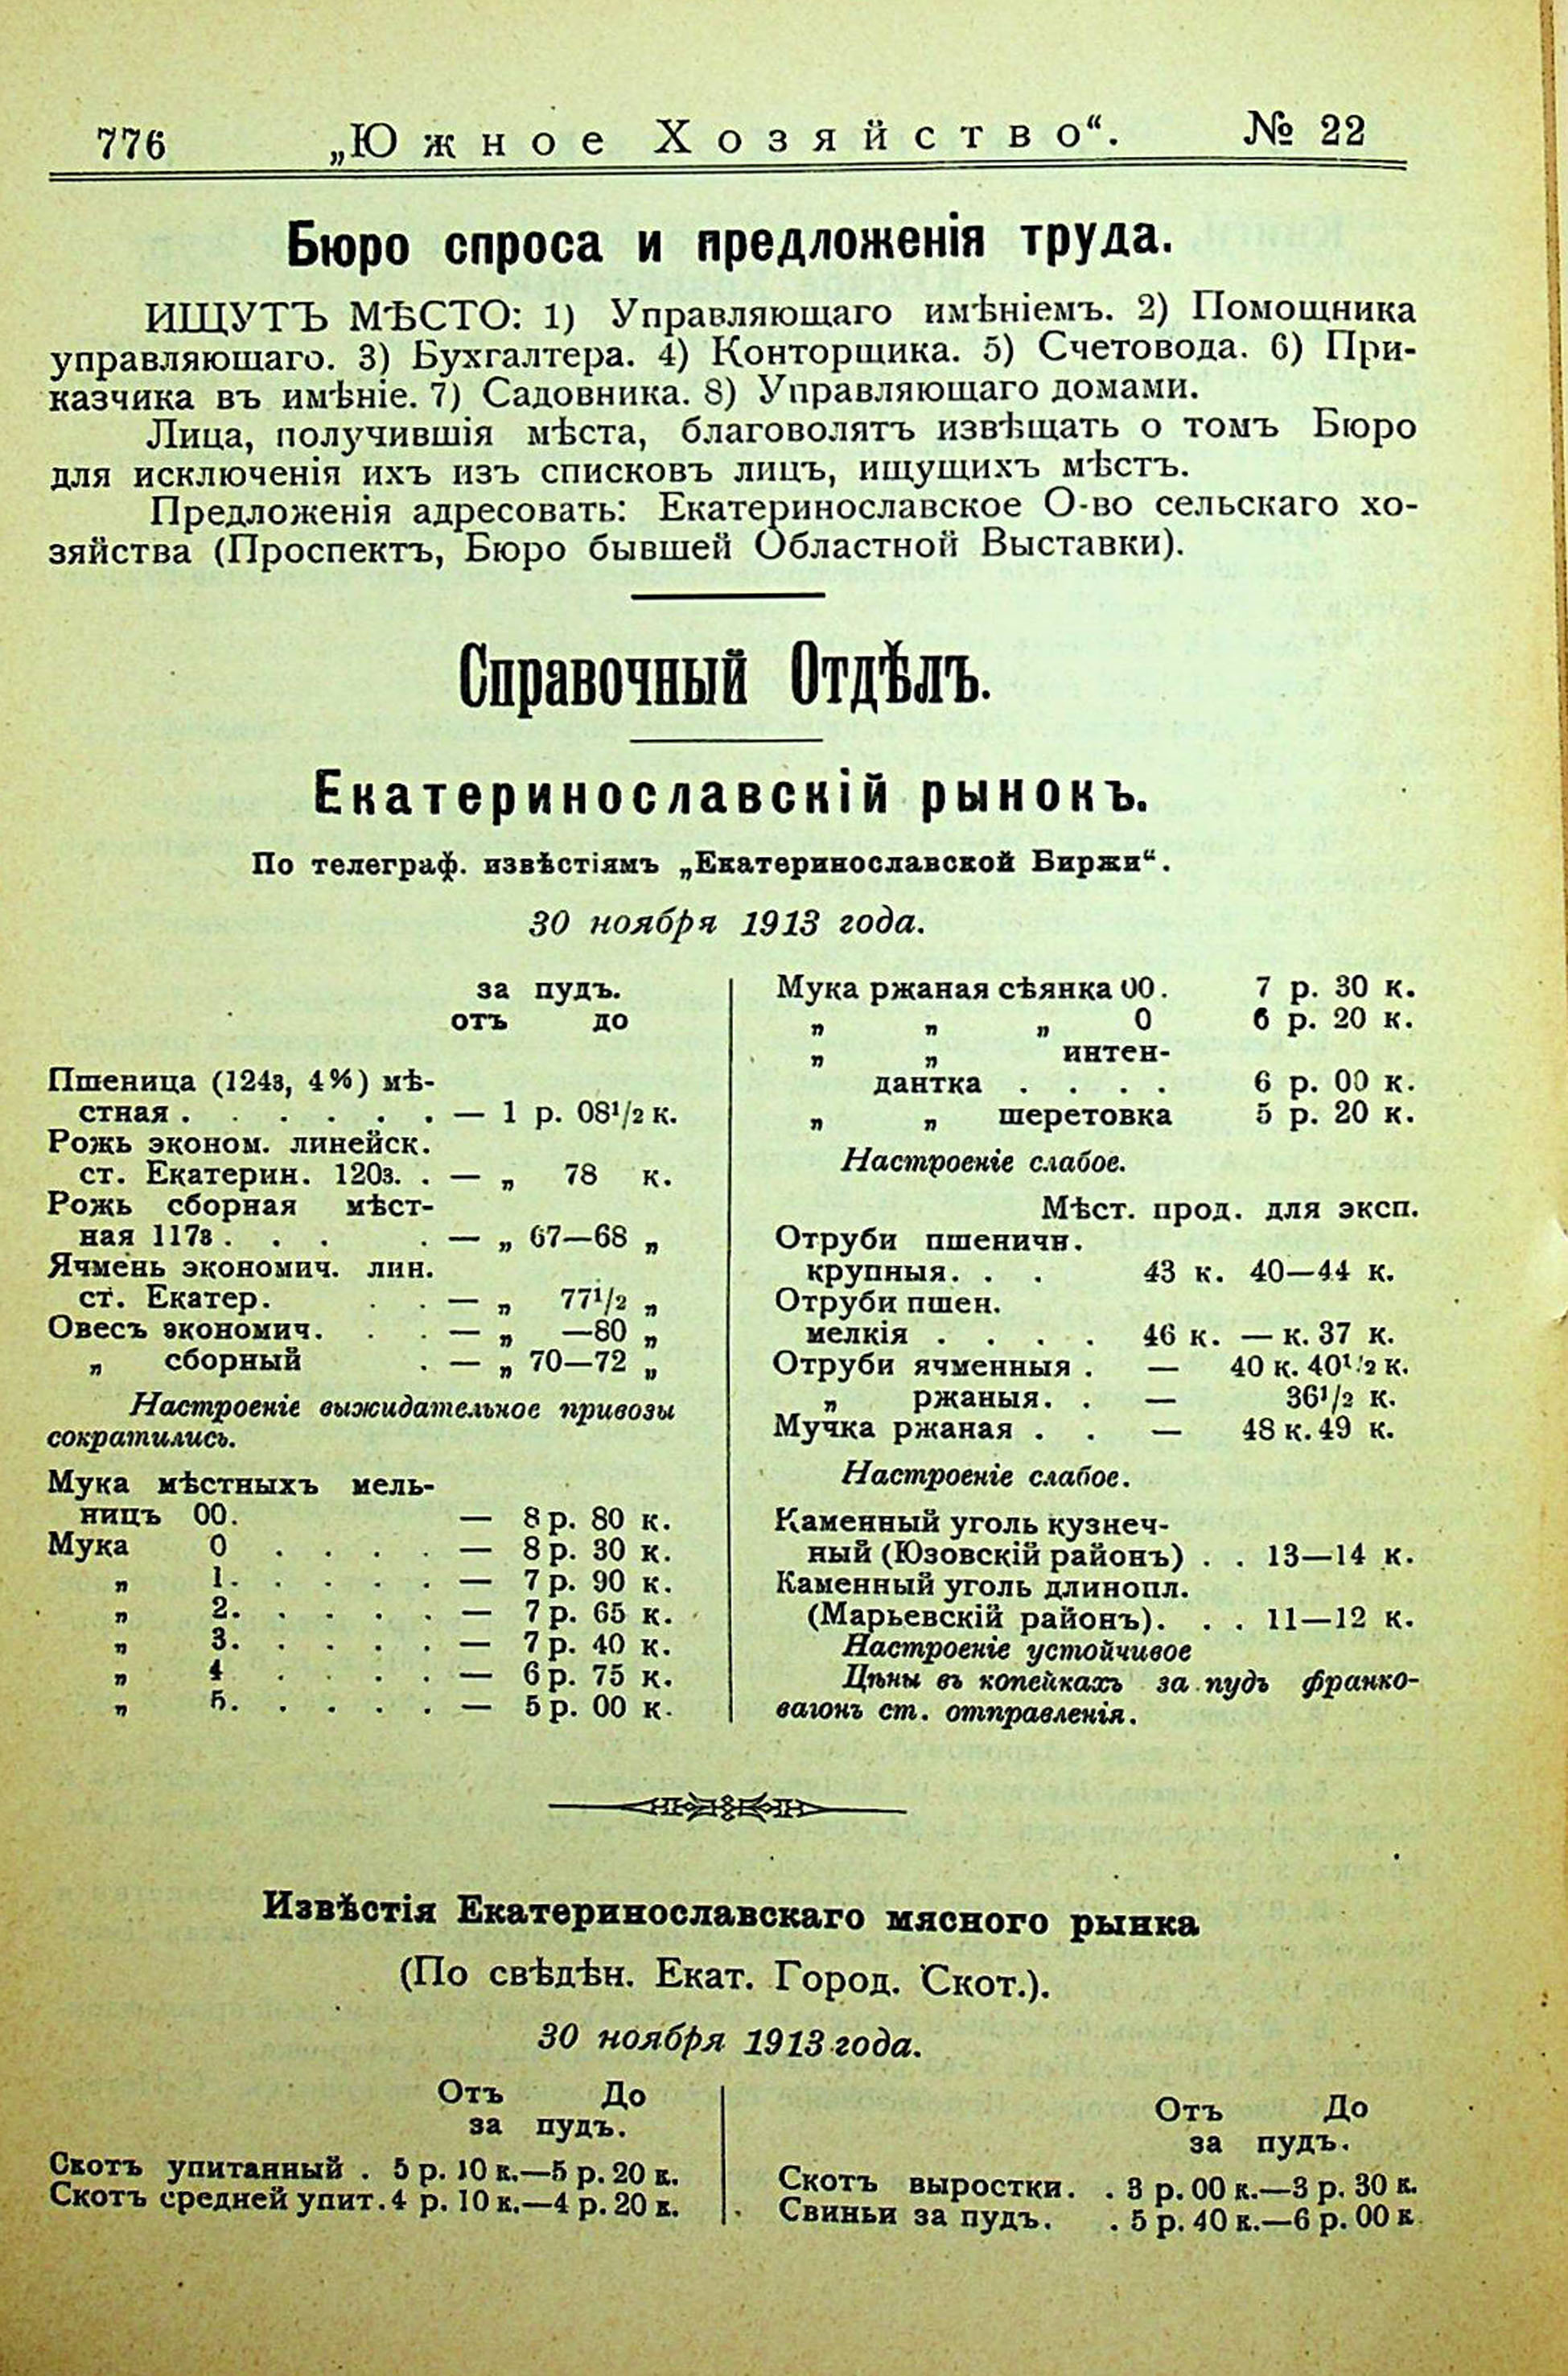 776 „Южное Хозяйство“. № 22
Бюро спроса и предложенія труда.
ИЩУТЪ МѢСТО: 1) Управляющаго имѣніемъ. 2) Помощника
управляюшаго. 3) Бухгалтера. 4) Конторщика. 5) Счетовода. 6) При-
казчика въ имѣніе. 7) Садовника. 8) Управляющаго домами.
Лица, получившія мѣста, благоволятъ извѣщать о томъ Бюро
для исключенія ихъ изъ списковъ лицъ, ищущихъ мѣстъ.
Предложенія адресовать: Екатеринославское О-во сельскаго хо-
зяйства (Проспектъ, Бюро бывшей Областной Выставки).
Справочный Отдѣлъ.
Екатеринославскій рынокъ.
По телеграф. извѣстіямъ „Екатеринославской Биржи“.
30 ноября 1913 года.
за пудъ.
отъ до
Пшеница (124з, 4%) мѣ-
стная . . . . . . — 1 р. 08¹/₂ к.
Рожь эконом. линейск.
ст. Екатерин. 120з. . — „ 78 к.
Рожь сборная мѣст-
ная 117з . . . . — „ 67—68 „
Ячмень экономич. лин.
ст. Екатер. . . — „ 77¹/₂ „
Овесъ экономич. . . — „ —80 „
„ сборный . — „ 70—72 „
Настроеніе выжидательное привозы
сократились.
Мука мѣстныхъ мель-
ницъ 00. — 8 р. 80 к.
Мука 0 . . . . — 8 р. 30 к.
„ 1. . . . . — 7 р. 90 к.
„ 2. . . . . — 7 р. 65 к.
„ 3. . . . . — 7 р. 40 к.
„ 4 . . . . — 6 р. 75 к.
„ 5. . . . . — 5 р. 00 к.
Мука ржаная сѣянка 00. 7 р. 30 к.
„ „ „ 0 6 р. 20 к.
„ „ интен-
дантка . . . . 6 р. 00 к.
„ „ шеретовка 5 р. 20 к.
Настроеніе слабое.
Мѣст. прод. для эксп.
Отруби пшеничн.
крупныя. . . 43 к. 40—44 к.
Отруби пшен.
мелкія . . . . 46 к. — к. 37 к.
Отруби ячменныя . — 40 к. 40¹/₂ к.
„ ржаныя. . — 36¹/₂ к.
Мучка ржаная . . — 48 к. 49 к.
Настроеніе слабое.
Каменный уголь кузнеч-
ный (Юзовскій районъ) . . 13—14 к.
Каменный уголь длинопл.
(Марьевскій районъ). . . 11—12 к.
Настроеніе устойчивое
Цѣны въ копейкахъ за пудъ франко-
вагонъ ст. отправленія.
Извѣстія Екатеринославскаго мясного рынка
(По свѣдѣн. Екат. Город. Скот.).
30 ноября 1913 года.
Отъ До
за пудъ.
Скотъ упитанный . 5 р. 10 к.—5 р. 20 к.
Скотъ средней упит. 4 р. 10 к.—4 р. 20 к.
Отъ До
за пудъ.
Скотъ выростки. . 3 р. 00 к.—3 р. 30 к.
Свиньи за пудъ. . 5 р. 40 к.—6 р. 00 к